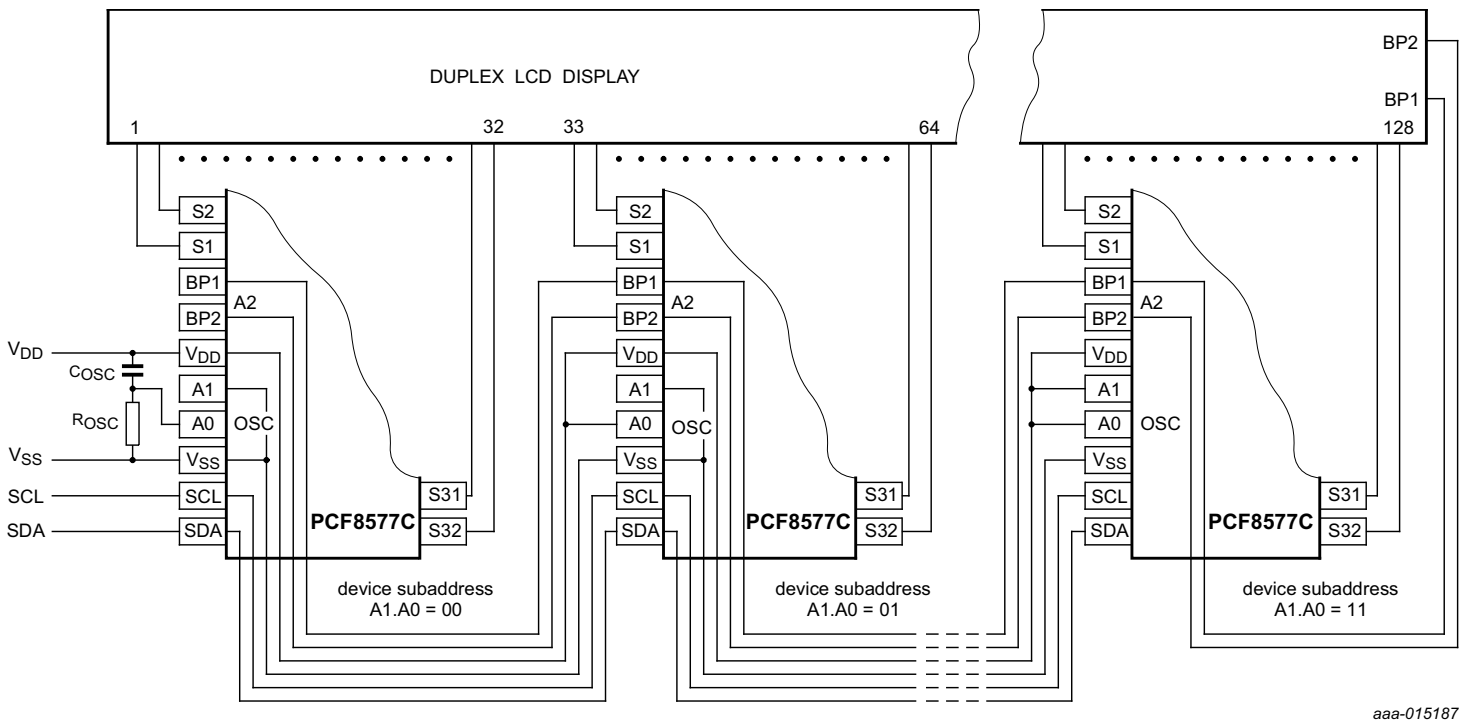 DUPLEX LCD DISPLAY
BP2
BP1
1
32
33
64
128
S2
S1
BP1
A2
BP2
VDD
A1
A0
OSC
VSS
SCL
SDA
S31
S32
PCF8577C
S2
S1
BP1
A2
BP2
VDD
A1
A0
OSC
VSS
SCL
SDA
S31
S32
PCF8577C
S2
S1
BP1
A2
BP2
VDD
A1
A0
OSC
VSS
SCL
SDA
S31
S32
PCF8577C
VDD
COSC
ROSC
VSS
SCL
SDA
device subaddress
A1.A0 = 00
device subaddress
A1.A0 = 01
device subaddress
A1.A0 = 11
aaa-015187